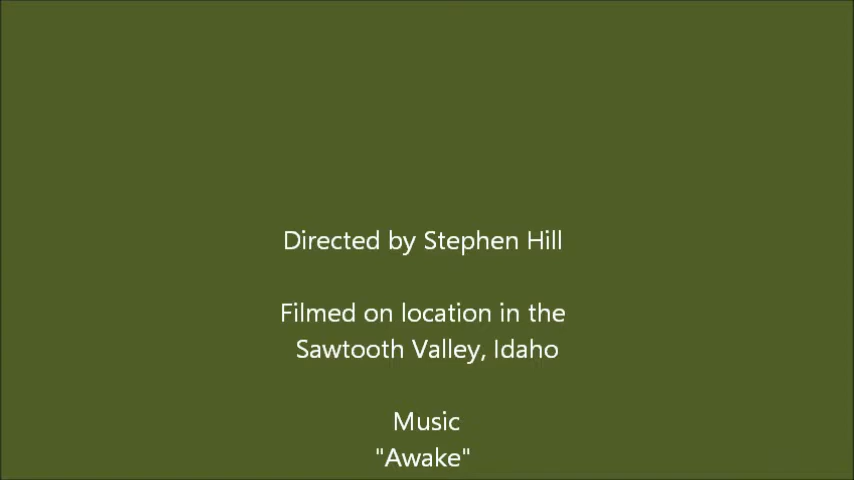 Directed by Stephen Hill
Filmed on location in the
Sawtooth Valley, Idaho
Music
"Awake"